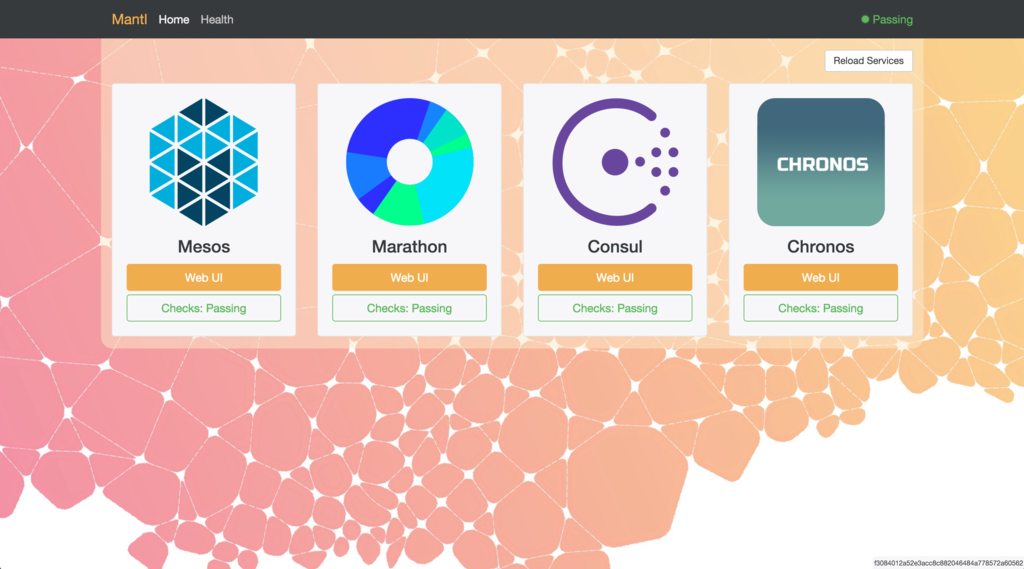 Mantl Home Health Passing
Reload Services
CHRONOS
Mesos Marathon Consul Chronos
Web UI Web UI Web UI Web UI
Checks: Passing Checks: Passing Checks: Passing Checks: Passing
f3084012a52e3acc8c882046484a778572a60562